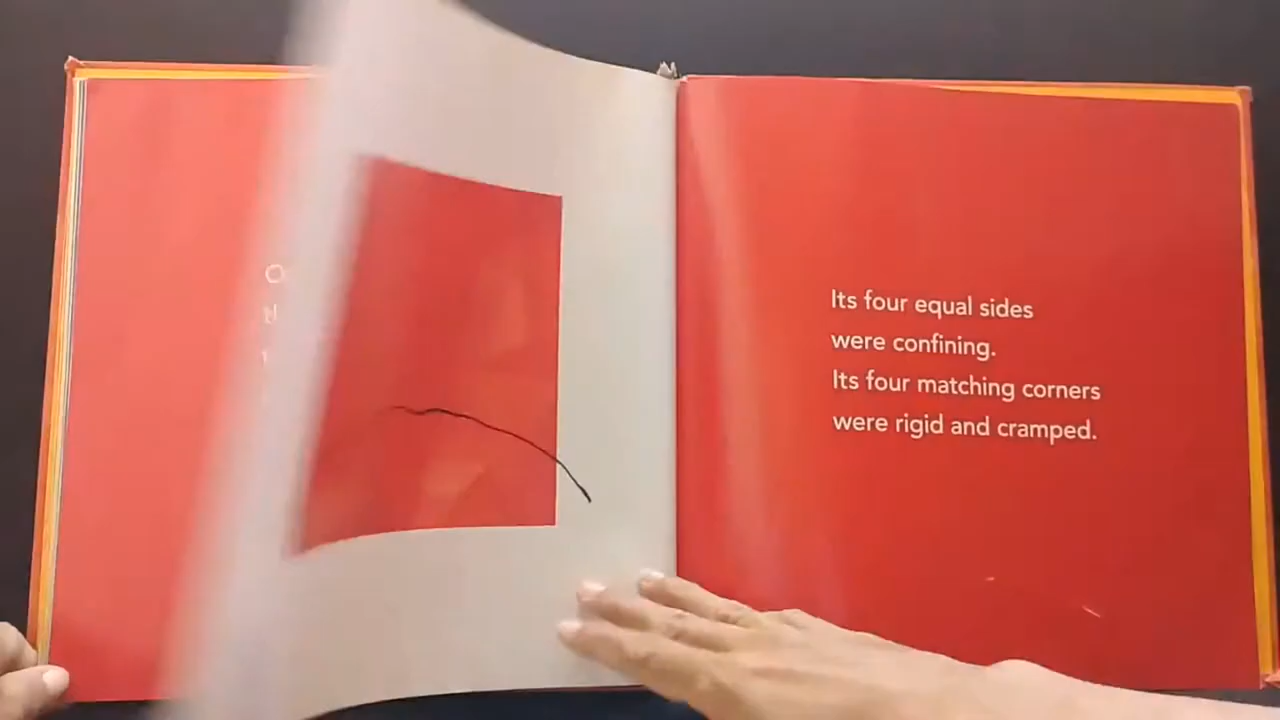 Its four equal sides
were confining.
Its four matching corners
were rigid and cramped.